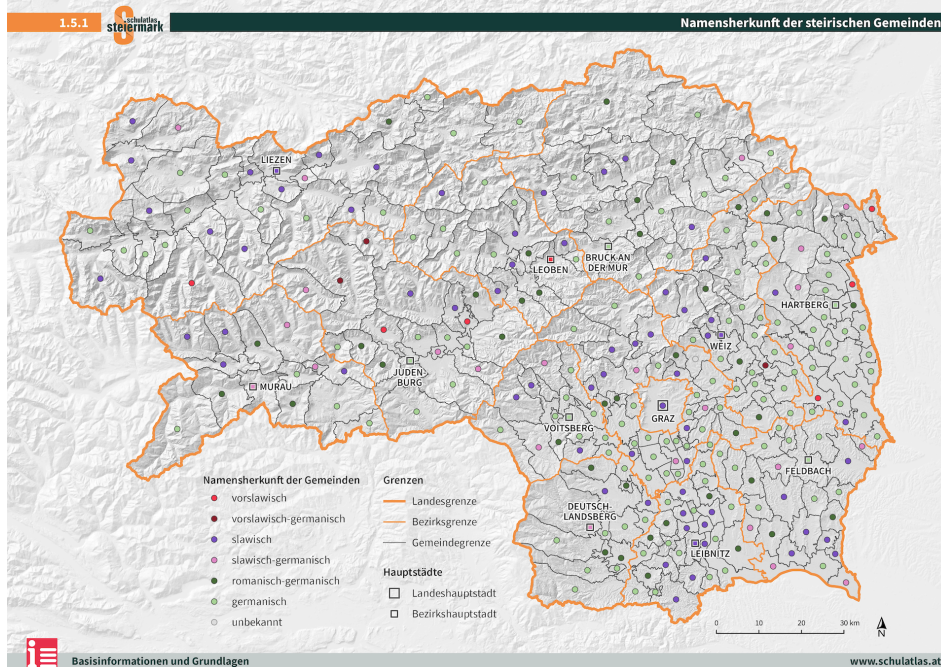 1.5.1
schulatlas
steiermark
Namensherkunft der steirischen Gemeinden
LIEZEN
LEOBEN
BRUCK AN
DER MUR
HARTBERG
WEIZ
MURAU
JUDEN-
BURG
GRAZ
VOITSBERG
FELDBACH
DEUTSCH-
LANDSBERG
LEIBNITZ
Namensherkunft der Gemeinden
vorslawisch
vorslawisch-germanisch
slawisch
slawisch-germanisch
romanisch-germanisch
germanisch
unbekannt
Grenzen
Landesgrenze
Bezirksgrenze
Gemeindegrenze
Hauptstädte
Landeshauptstadt
Bezirkshauptstadt
0 10 20 30 km
N
Basisinformationen und Grundlagen
www.schulatlas.at